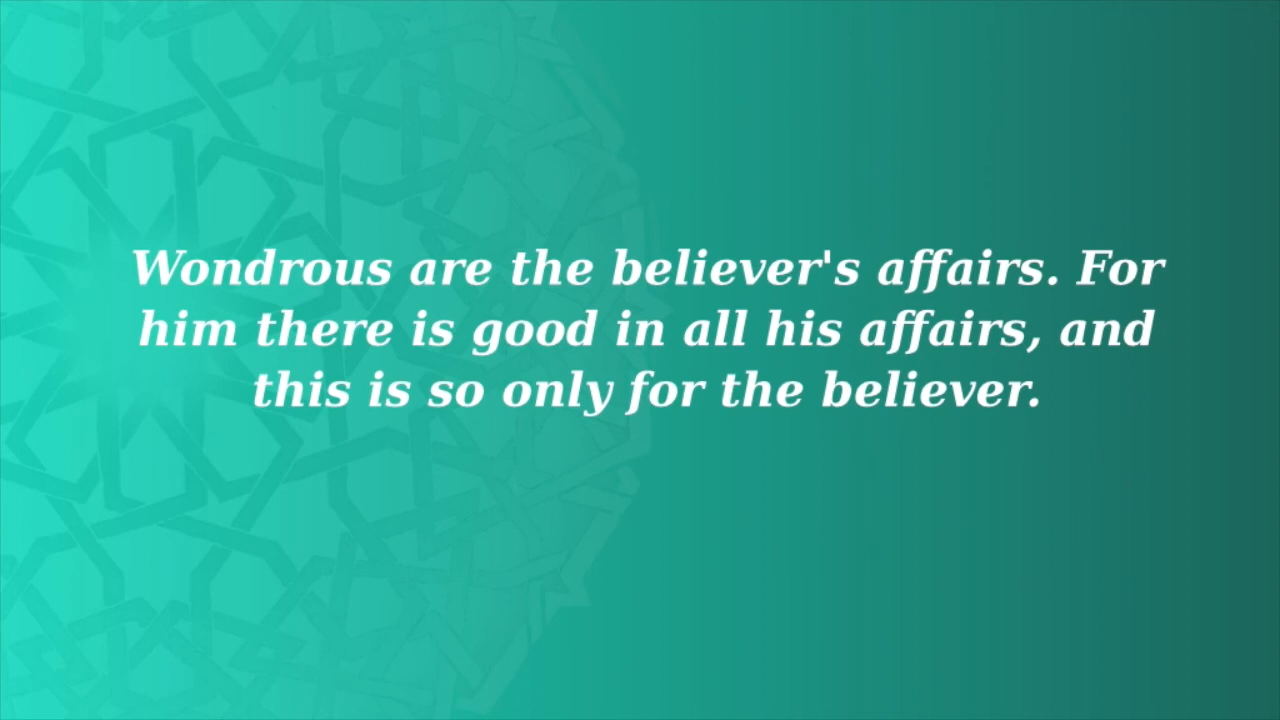 Wondrous are the believer's affairs. For
him there is good in all his affairs, and
this is so only for the believer.